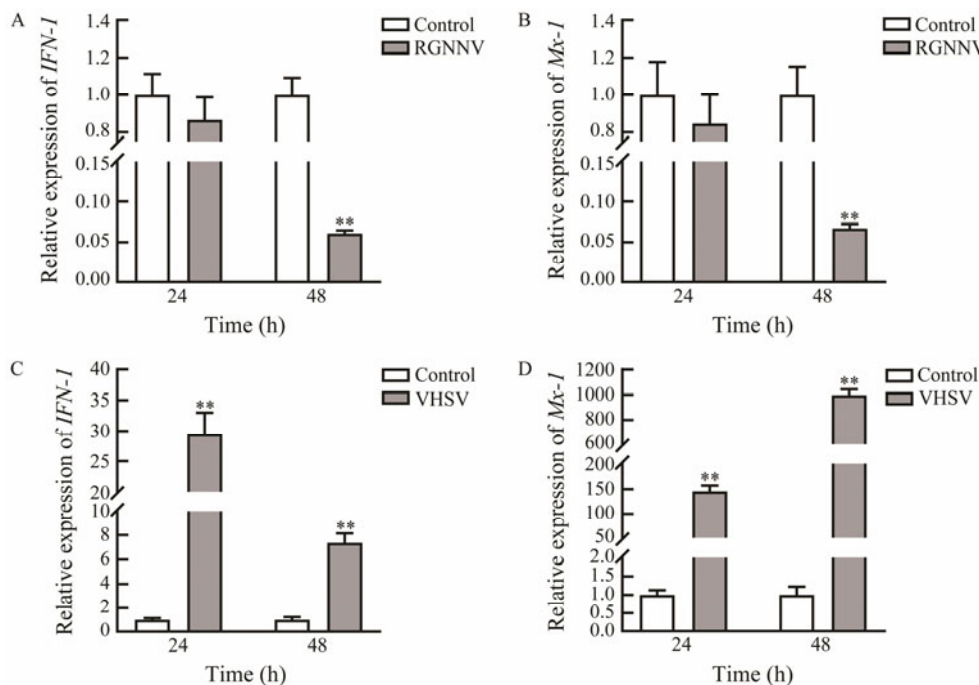 A
Relative expression of IFN-1
1.4
1.2
1.0
0.8
0.15
0.10
0.05
0.00
Control
RGNNV
**
24
48
Time (h)
B
Relative expression of Mx-1
1.4
1.2
1.0
0.8
0.15
0.10
0.05
0.00
Control
RGNNV
**
24
48
Time (h)
C
Relative expression of IFN-1
40
35
30
25
20
10
8
6
4
2
0
Control
VHSV
**
**
24
48
Time (h)
D
Relative expression of Mx-1
1200
1000
800
600
200
150
100
50
2.0
1.5
1.0
0.5
0.0
Control
VHSV
**
**
24
48
Time (h)